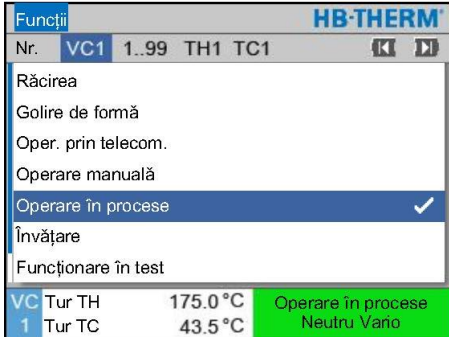 Funcții HB-THERM®
Nr. VC1 1..99 TH1 TC1
Răcirea
Golire de formă
Oper. prin telecom.
Operare manuală
Operare în procese
Învățare
Funcționare în test
VC Tur TH 175.0°C Operare în procese
1 Tur TC 43.5°C Neutru Vario